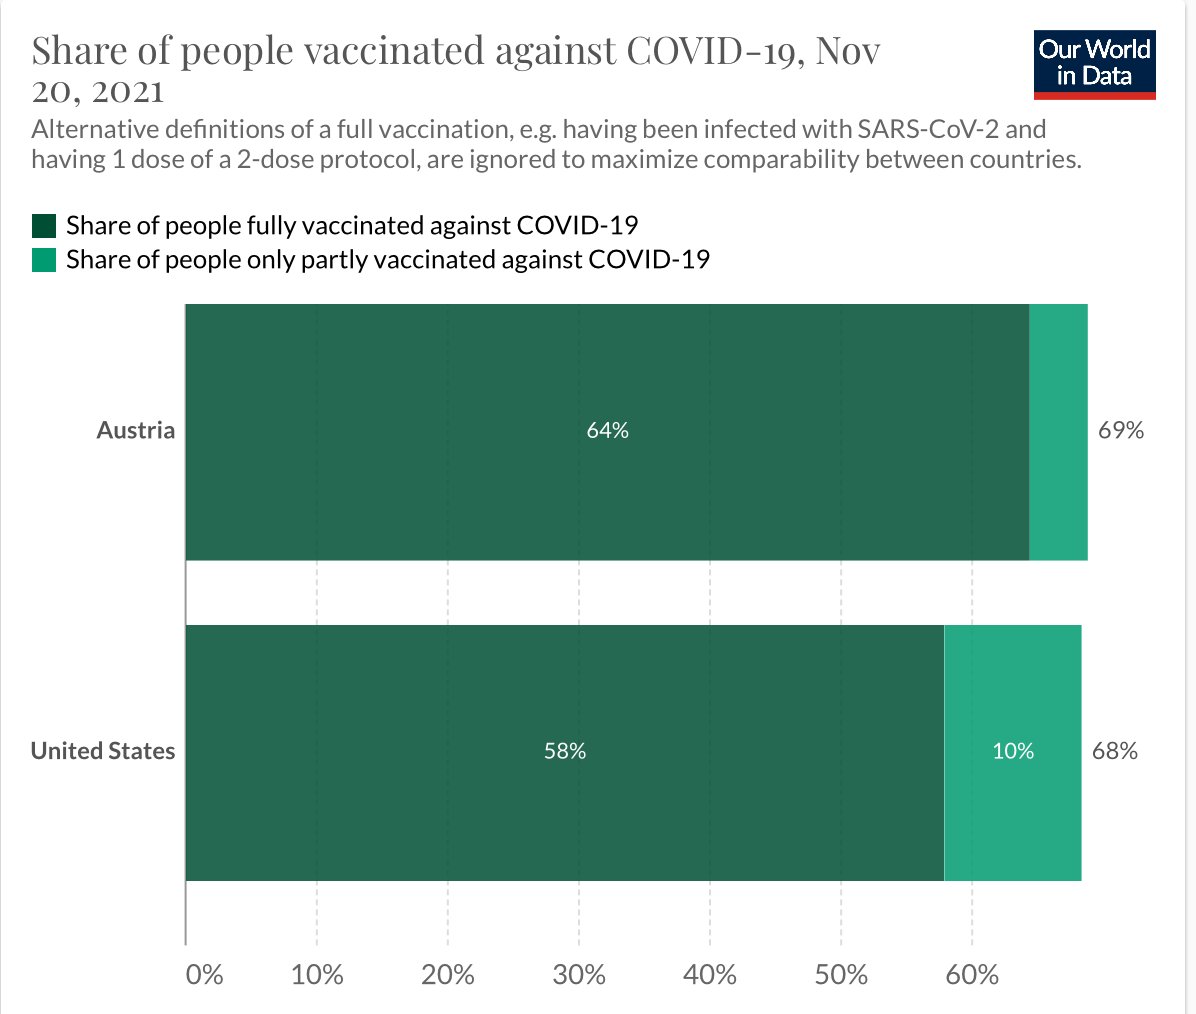 Share of people vaccinated against COVID-19, Nov
20, 2021
Our World
in Data
Alternative definitions of a full vaccination, e.g. having been infected with SARS-CoV-2 and
having 1 dose of a 2-dose protocol, are ignored to maximize comparability between countries.
Share of people fully vaccinated against COVID-19
Share of people only partly vaccinated against COVID-19
Austria 64% 69%
United States 58% 10% 68%
0% 10% 20% 30% 40% 50% 60%